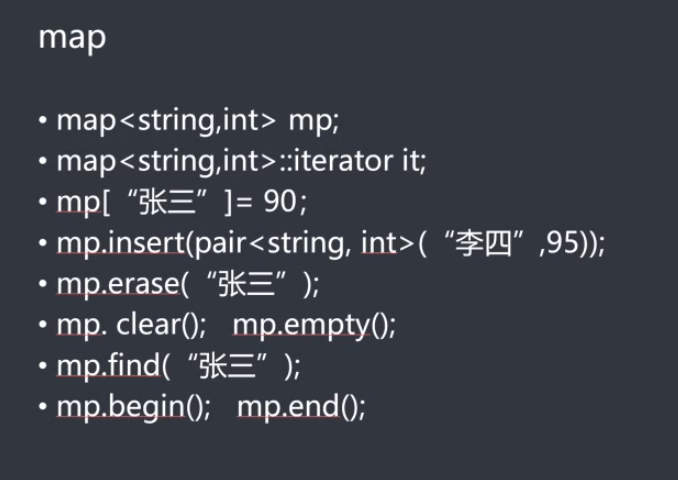 map
• map<string,int> mp;
• map<string,int>::iterator it;
• mp[“张三”]= 90;
• mp.insert(pair<string, int>(“李四”,95));
• mp.erase(“张三”);
• mp. clear(); mp.empty();
• mp.find(“张三”);
• mp.begin(); mp.end();